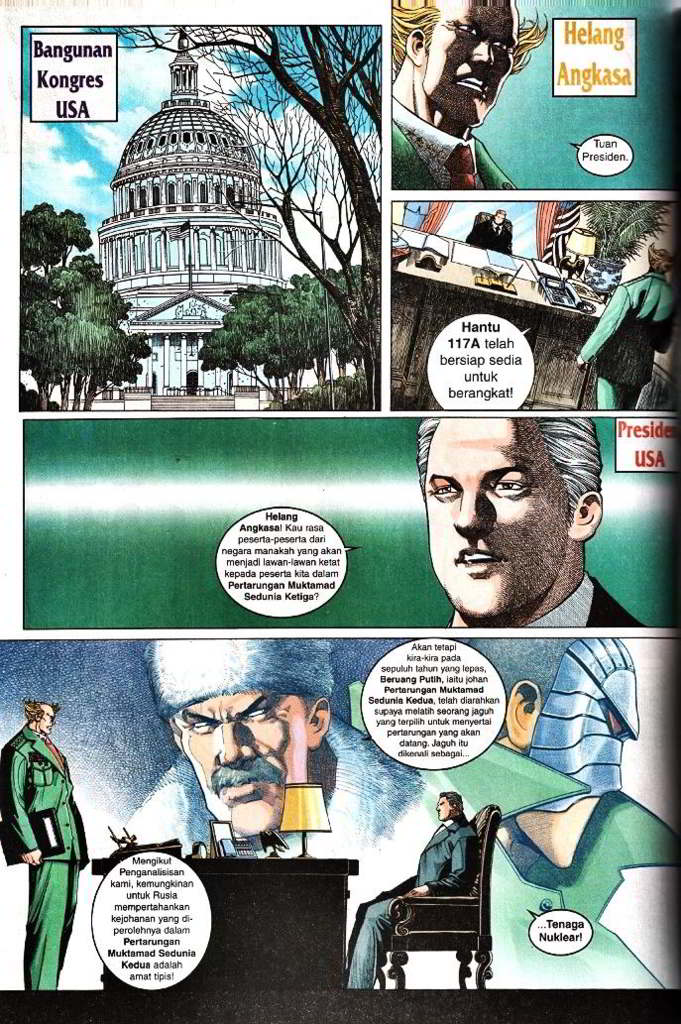 Bangunan
Kongres
USA
Helang
Angkasa
Tuan
Presiden.
Hantu
117A telah
bersiap sedia
untuk
berangkat!
Preside
USA
Helang
Angkasa! Kau rasa
peserta-peserta dari
negara manakah yang akan
menjadi lawan-lawan ketat
kepada peserta kita dalam
Pertarungan Muktamad
Sedunia Ketiga?
Akan tetapi
kira-kira pada
sepuluh tahun yang lepas,
Beruang Putih, iaitu johan
Pertarungan Muktamad
Sedunia Kedua, telah diarahkan
supaya melatih seorang jaguh
yang terpilih untuk menyertai
pertarungan yang akan
datang. Jaguh itu
dikenali sebagai...
Mengikut
Penganalisisan
kami, kemungkinan
untuk Rusia
mempertahankan
kejohanan yang di-
perolehnya dalam
Pertarungan
Muktamad Sedunia
Kedua adalah
amat tipis!
...Tenaga
Nuklear!